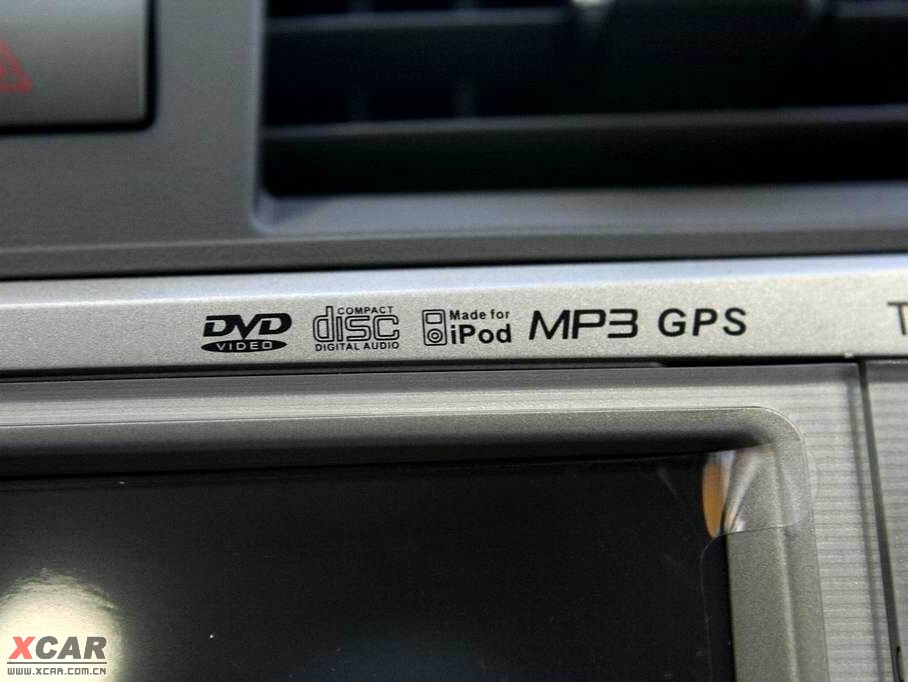 DVD VIDEO
COMPACT disc DIGITAL AUDIO
Made for iPod
MP3 GPS T
XCAR
WWW.XCAR.COM.CN